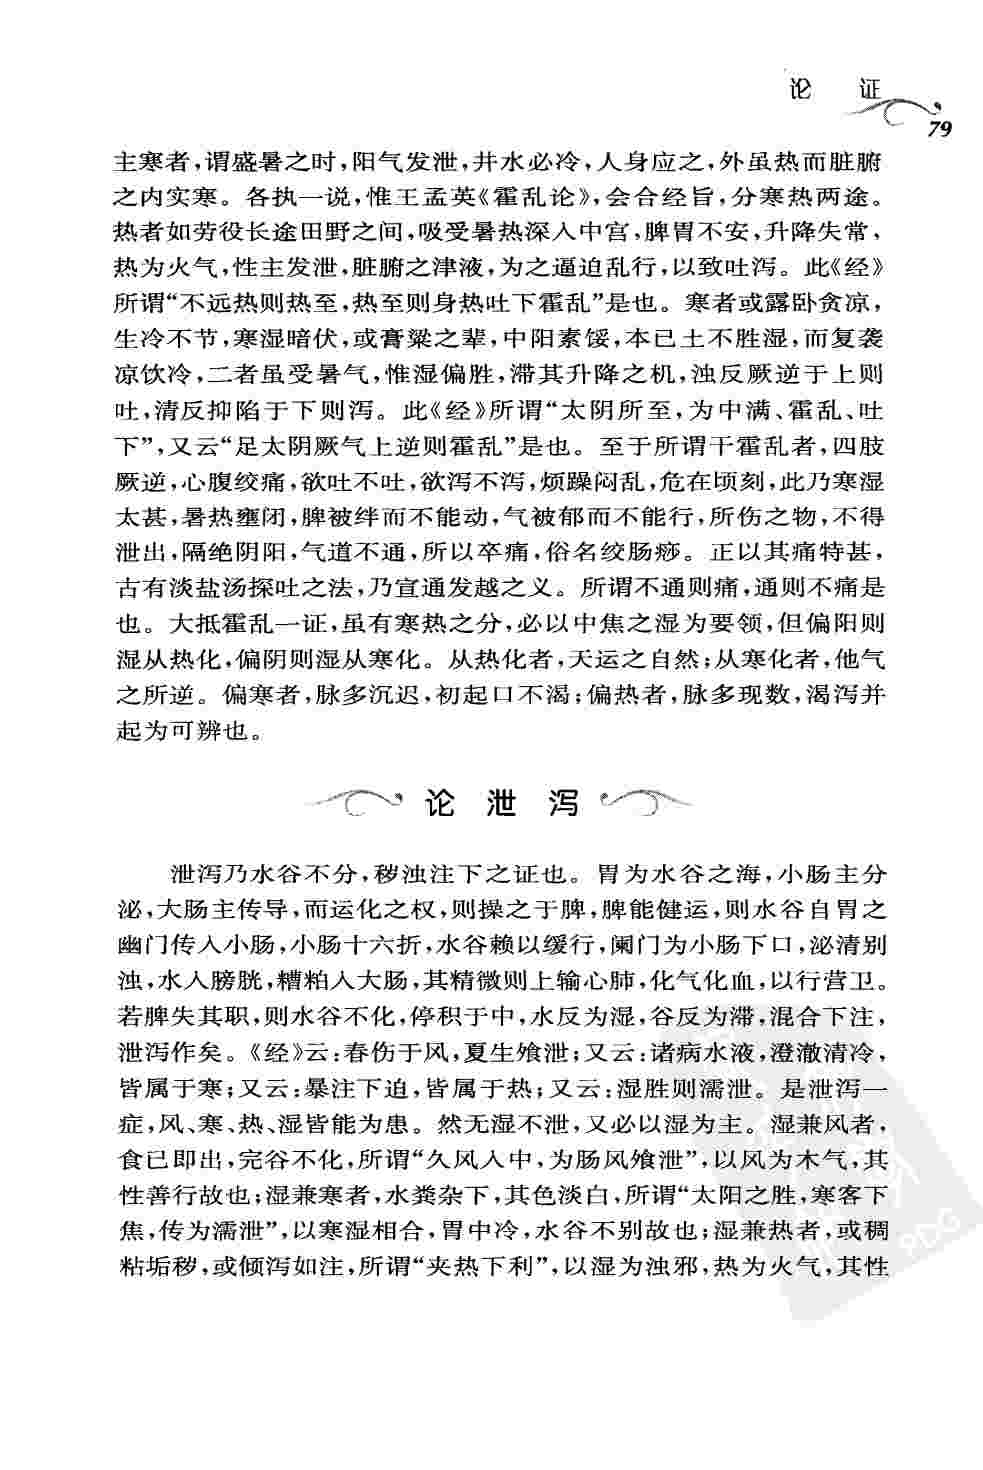 论 证
79
主寒者,谓盛暑之时,阳气发泄,井水必冷,人身应之,外虽热而脏腑
之内实寒。各执一说,惟王孟英《霍乱论》,会合经旨,分寒热两途。
热者如劳役长途田野之间,吸受暑热深入中宫,脾胃不安,升降失常、
热为火气,性主发泄,脏腑之津液,为之逼迫乱行,以致吐泻。此《经》
所谓“不远热则热至,热至则身热吐下霍乱”是也。寒者或露卧贪凉,
生冷不节,寒湿暗伏,或膏粱之辈,中阳素馁,本已土不胜湿,而复袭
凉饮冷,二者虽受暑气,惟湿偏胜,滞其升降之机,浊反厥逆于上则
吐,清反抑陷于下则泻。此《经》所谓“太阴所至,为中满、霍乱、吐
下”,又云“足太阴厥气上逆则霍乱”是也。至于所谓干霍乱者,四肢
厥逆,心腹绞痛,欲吐不吐,欲泻不泻,烦躁闷乱,危在顷刻,此乃寒湿
太甚,暑热壅闭,脾被绊而不能动,气被郁而不能行,所伤之物,不得
泄出,隔绝阴阳,气道不通,所以卒痛,俗名绞肠痧。正以其痛特甚,
古有淡盐汤探吐之法,乃宣通发越之义。所谓不通则痛,通则不痛是
也。大抵霍乱一证,虽有寒热之分,必以中焦之湿为要领,但偏阳则
湿从热化,偏阴则湿从寒化。从热化者,天运之自然;从寒化者,他气
之所逆。偏寒者,脉多沉迟,初起口不渴;偏热者,脉多现数,渴泻并
起为可辨也。
论 泄 泻
泄泻乃水谷不分,秽浊注下之证也。胃为水谷之海,小肠主分
泌,大肠主传导,而运化之权,则操之于脾,脾能健运,则水谷自胃之
幽门传入小肠,小肠十六折,水谷赖以缓行,阑门为小肠下口,泌清别
浊,水入膀胱,糟粕入大肠,其精微则上输心肺,化气化血,以行营卫。
若脾失其职,则水谷不化,停积于中,水反为湿,谷反为滞,混合下注,
泄泻作矣。《经》云:春伤于风,夏生飧泄;又云:诸病水液,澄澈清冷,
皆属于寒;又云:暴注下迫,皆属于热;又云:湿胜则濡泄。是泄泻一
症,风、寒、热、湿皆能为患。然无湿不泄,又必以湿为主。湿兼风者,
食已即出,完谷不化,所谓“久风入中,为肠风飧泄”,以风为木气,其
性善行故也;湿兼寒者,水粪杂下,其色淡白,所谓“太阳之胜,寒客下
焦,传为濡泄”,以寒湿相合,胃中冷,水谷不别故也;湿兼热者,或稠
粘垢秽,或倾泻如注,所谓“夹热下利”,以湿为浊邪,热为火气,其性
PDG